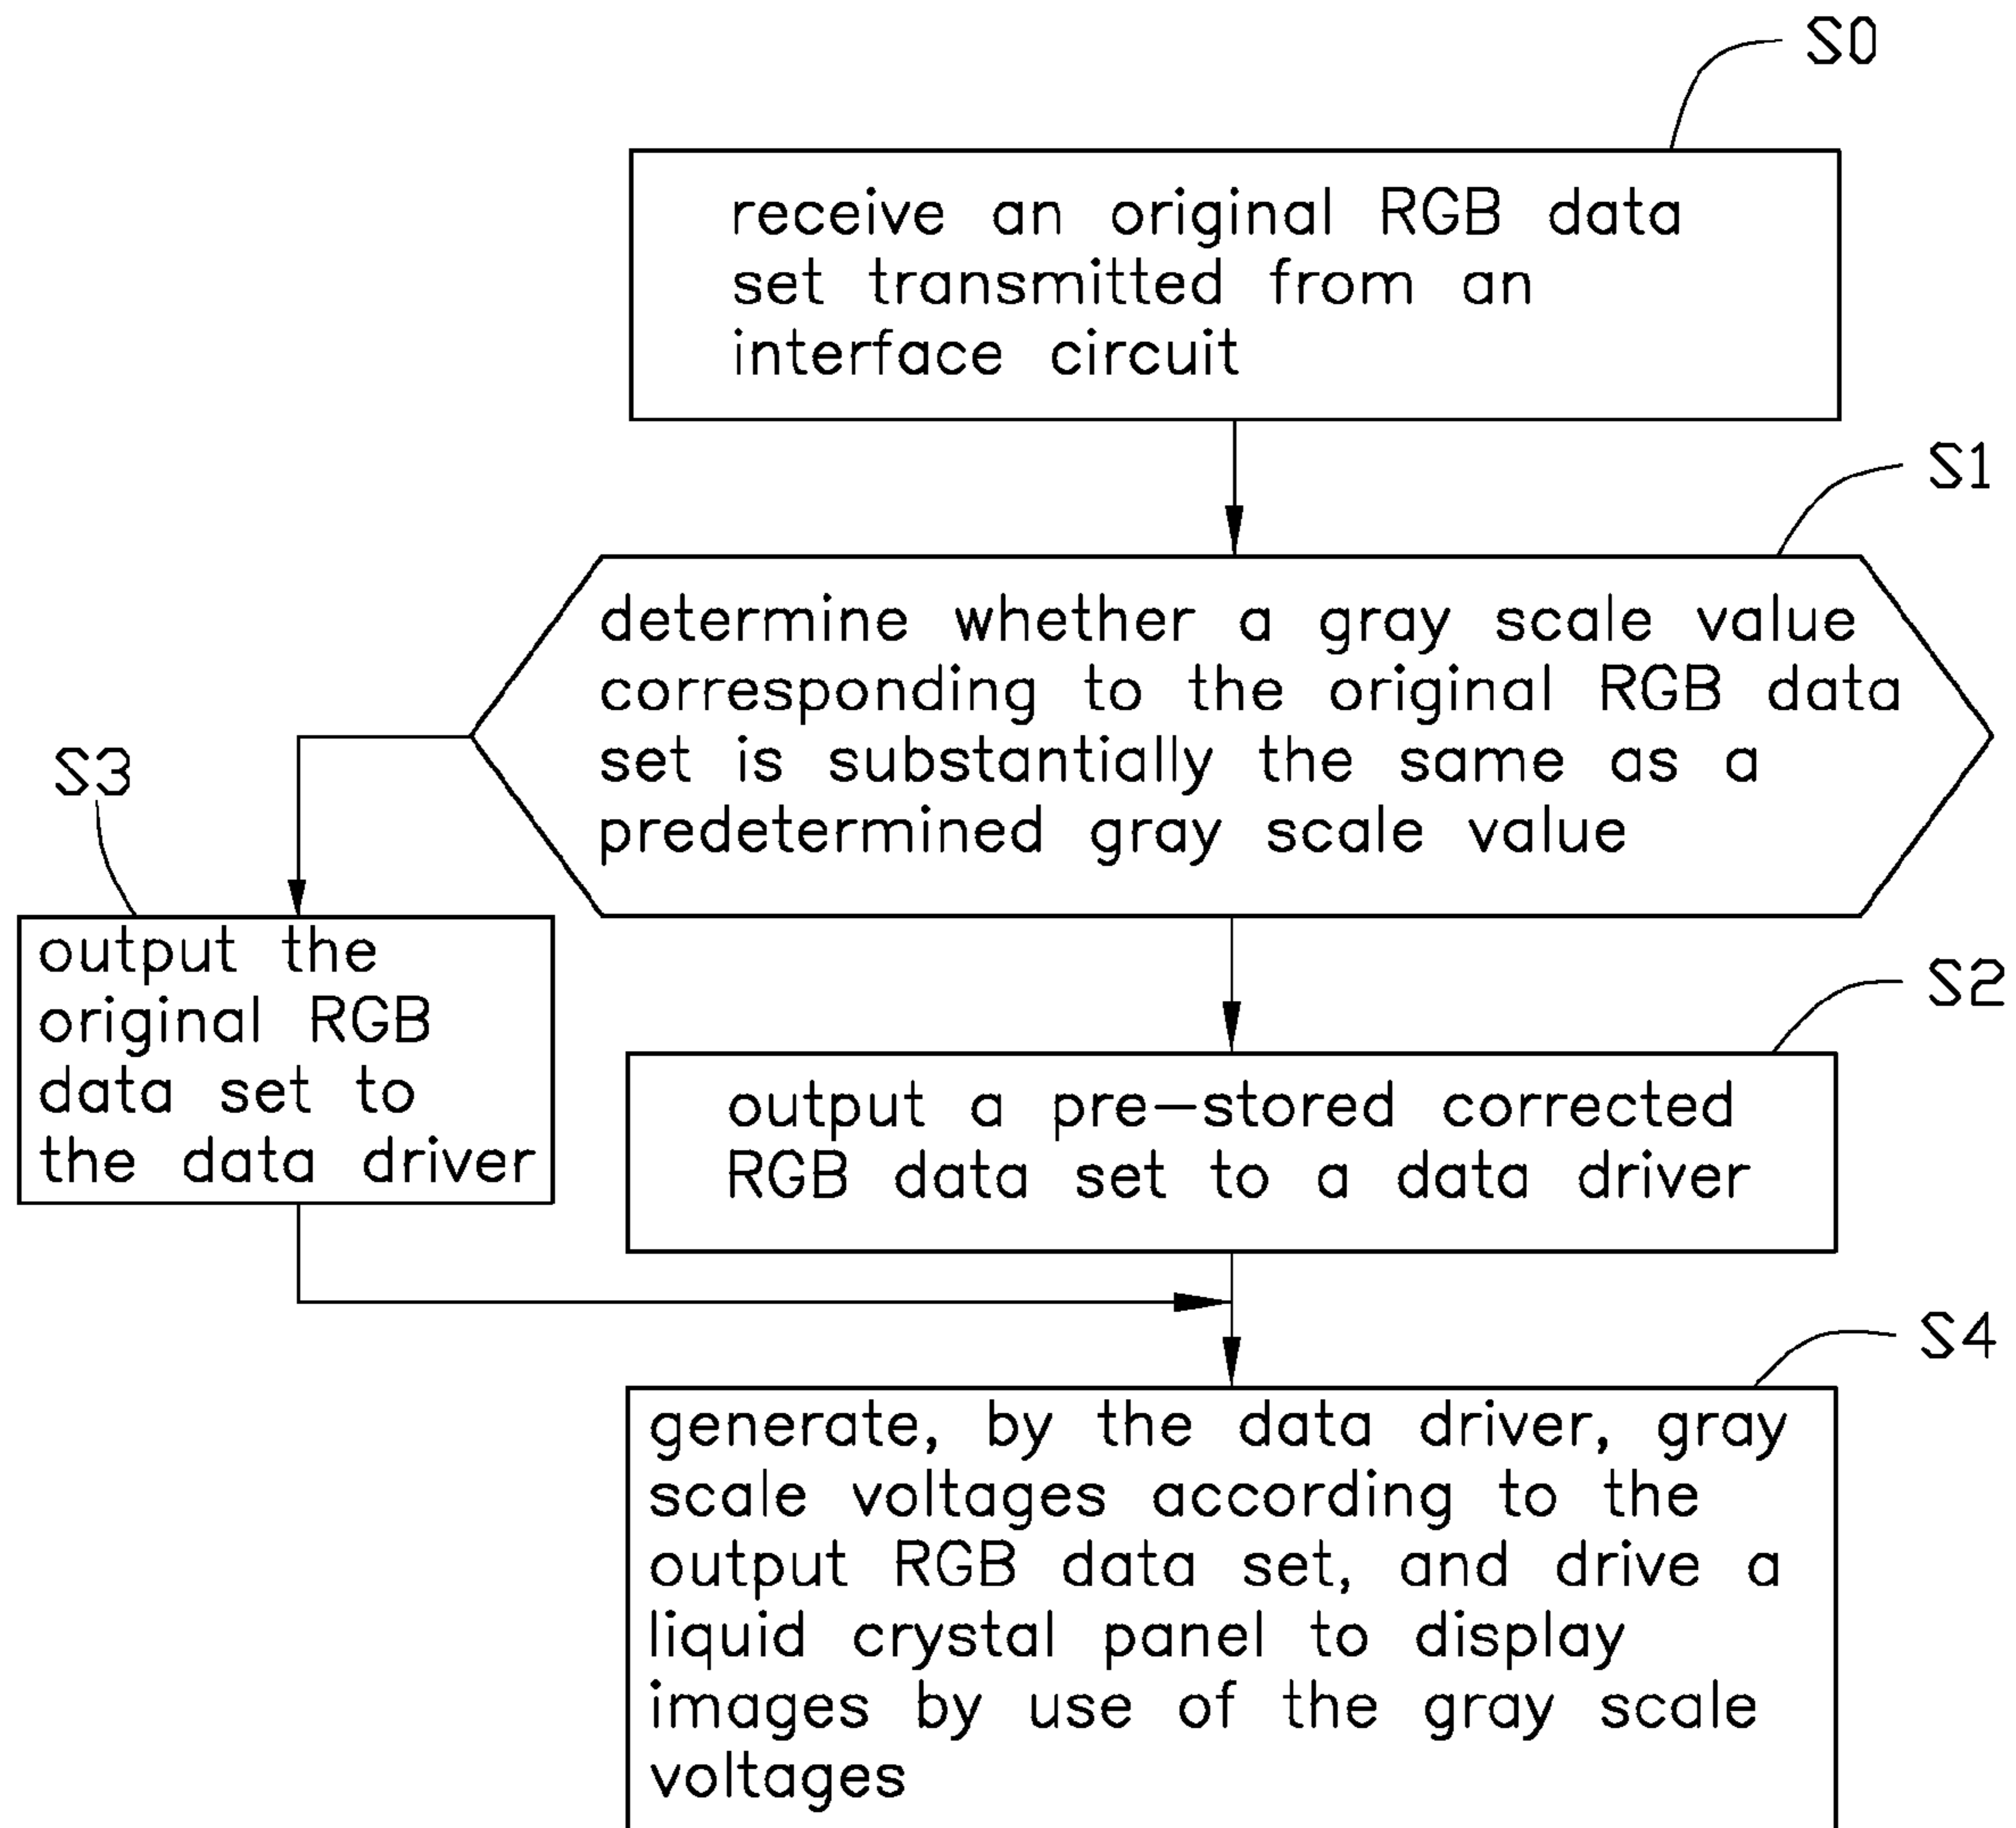 S0
receive an original RGB data
set transmitted from an
interface circuit
S1
determine whether a gray scale value
corresponding to the original RGB data
set is substantially the same as a
predetermined gray scale value
S3
output the
original RGB
data set to
the data driver
S2
output a pre-stored corrected
RGB data set to a data driver
S4
generate, by the data driver, gray
scale voltages according to the
output RGB data set, and drive a
liquid crystal panel to display
images by use of the gray scale
voltages